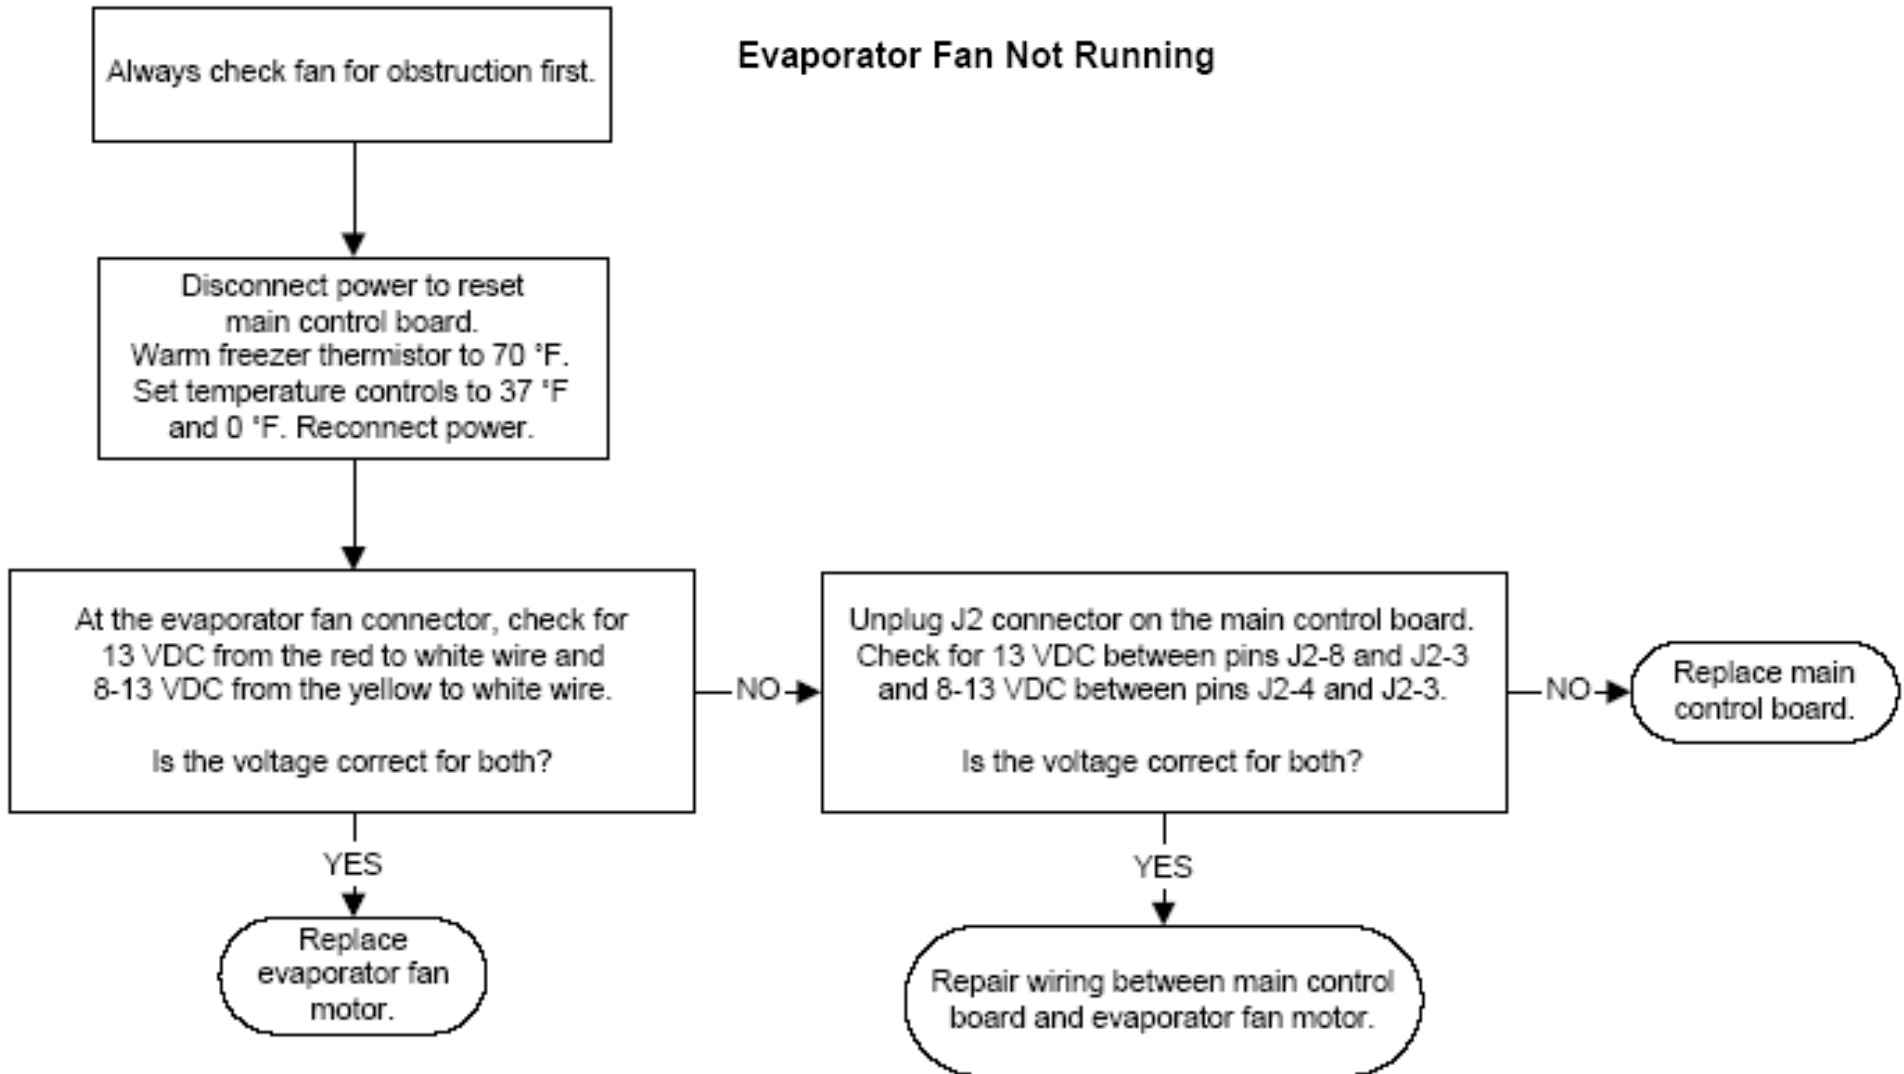 Evaporator Fan Not Running
Always check fan for obstruction first.
Disconnect power to reset
main control board.
Warm freezer thermistor to 70 °F.
Set temperature controls to 37 °F
and 0 °F. Reconnect power.
At the evaporator fan connector, check for
13 VDC from the red to white wire and
8-13 VDC from the yellow to white wire.
Is the voltage correct for both?
NO
Unplug J2 connector on the main control board.
Check for 13 VDC between pins J2-8 and J2-3
and 8-13 VDC between pins J2-4 and J2-3.
Is the voltage correct for both?
NO
Replace main
control board.
YES
Replace
evaporator fan
motor.
YES
Repair wiring between main control
board and evaporator fan motor.